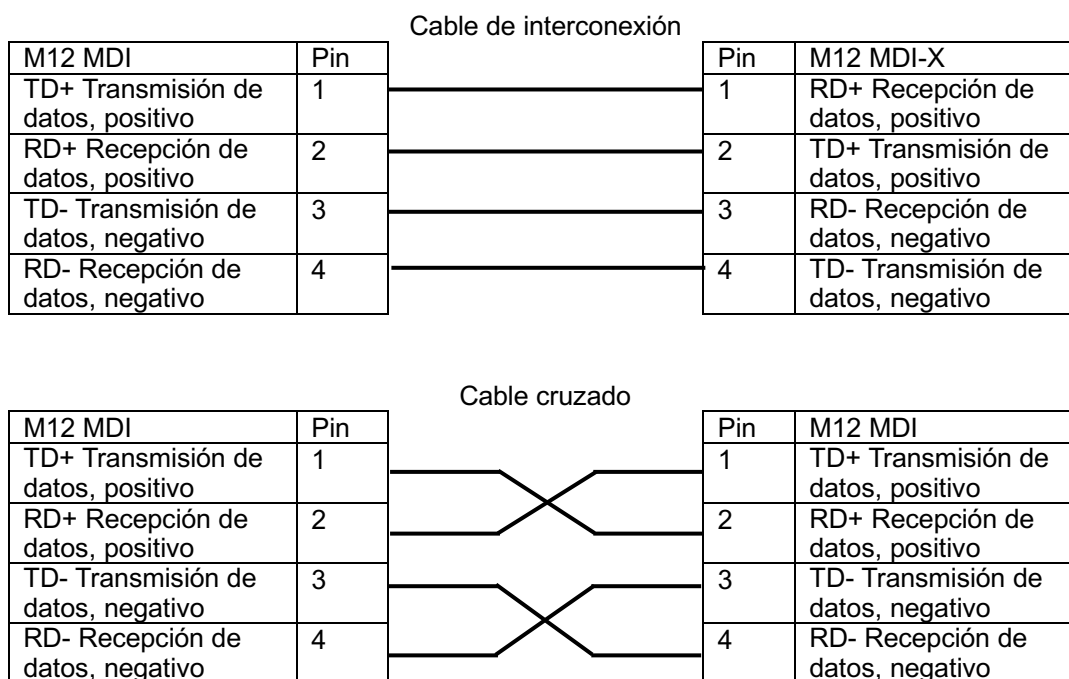 Cable de interconexión
M12 MDI Pin Pin M12 MDI-X
TD+ Transmisión de 1 1 RD+ Recepción de
datos, positivo datos, positivo
RD+ Recepción de 2 2 TD+ Transmisión de
datos, positivo datos, positivo
TD- Transmisión de 3 3 RD- Recepción de
datos, negativo datos, negativo
RD- Recepción de 4 4 TD- Transmisión de
datos, negativo datos, negativo
Cable cruzado
M12 MDI Pin Pin M12 MDI
TD+ Transmisión de 1 1 TD+ Transmisión de
datos, positivo datos, positivo
RD+ Recepción de 2 2 RD+ Recepción de
datos, positivo datos, positivo
TD- Transmisión de 3 3 TD- Transmisión de
datos, negativo datos, negativo
RD- Recepción de 4 4 RD- Recepción de
datos, negativo datos, negativo